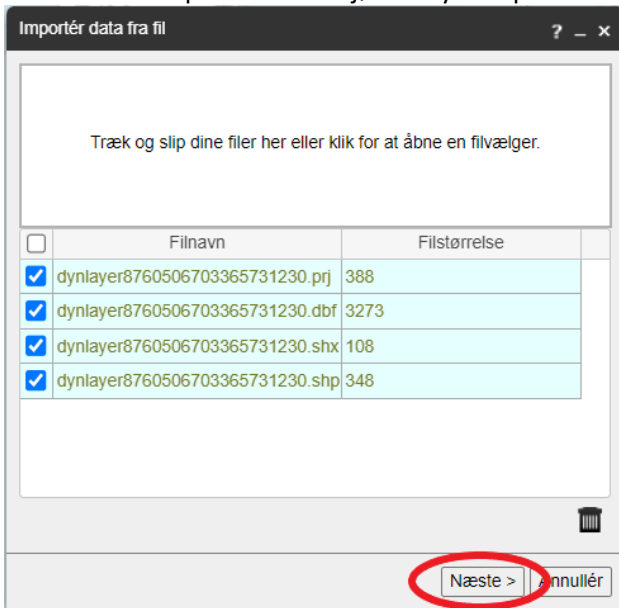 Importér data fra fil ? – ×
Træk og slip dine filer her eller klik for at åbne en filvælger.
Filnavn Filstørrelse
dynlayer8760506703365731230.prj 388
dynlayer8760506703365731230.dbf 3273
dynlayer8760506703365731230.shx 108
dynlayer8760506703365731230.shp 348
Næste > Annullér